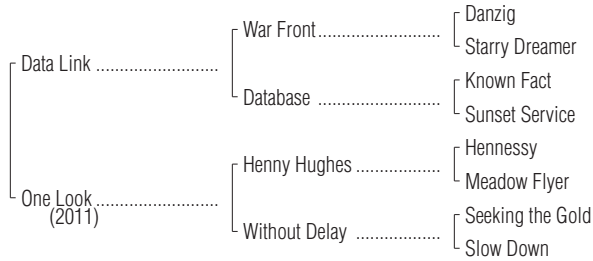 Danzig
War Front..........................
Starry Dreamer
Data Link ..........................
Known Fact
Database ..........................
Sunset Service
Hennessy
Henny Hughes ..................
Meadow Flyer
One Look..........................
(2011)
Seeking the Gold
Without Delay ..................
Slow Down